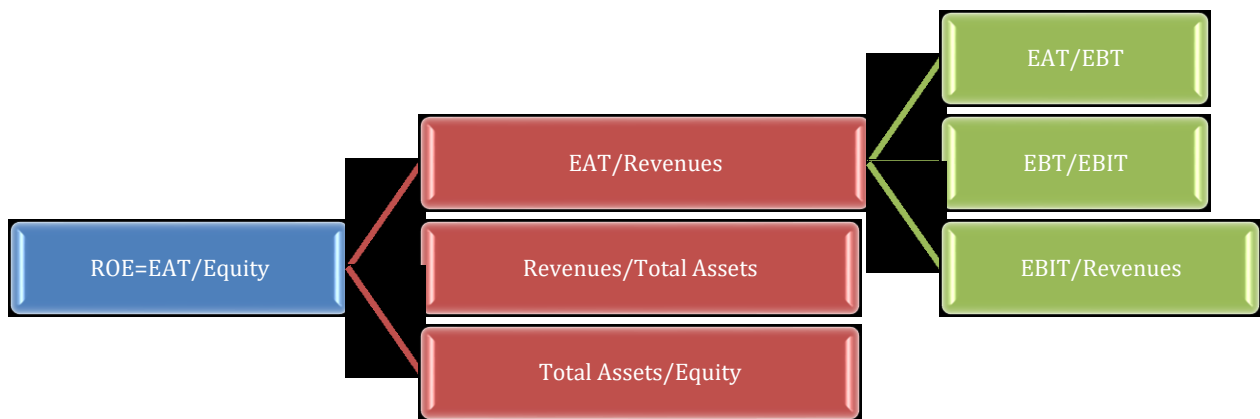 ROE=EAT/Equity
EAT/Revenues
Revenues/Total Assets
Total Assets/Equity
EAT/EBT
EBT/EBIT
EBIT/Revenues